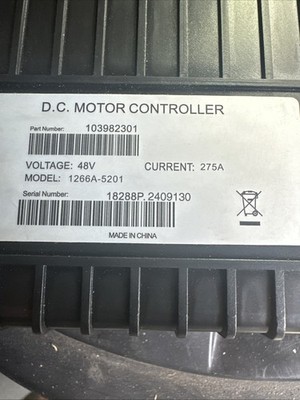 D.C. MOTOR CONTROLLER
Part Number: 103982301
VOLTAGE: 48V CURRENT: 275A
MODEL: 1266A-5201
Serial Number: 18288P.2409130
MADE IN CHINA